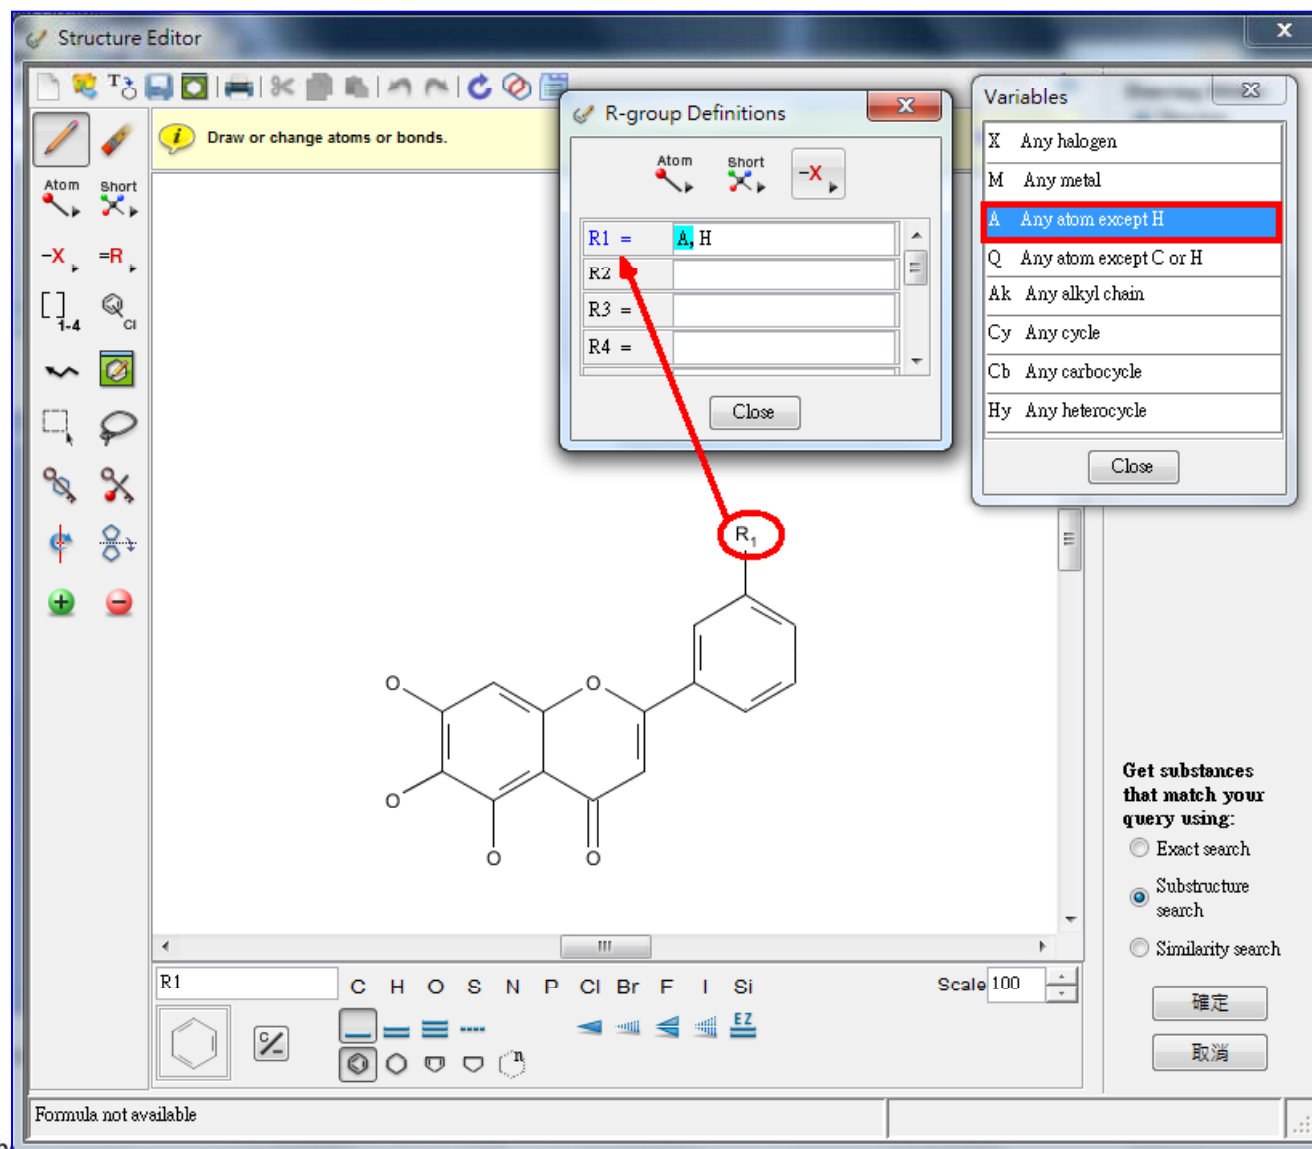 Structure Editor
Draw or change atoms or bonds.
Atom
Short
-X
=R
[ ] 1-4
Cl
R-group Definitions
Atom
Short
-X
R1 = A, H
R2 =
R3 =
R4 =
Close
Variables
X Any halogen
M Any metal
A Any atom except H
Q Any atom except C or H
Ak Any alkyl chain
Cy Any cycle
Cb Any carbocycle
Hy Any heterocycle
Close
R1
O
O
O
O
O
Get substances
that match your
query using:
Exact search
Substructure
search
Similarity search
確定
取消
R1
C H O S N P Cl Br F I Si
Scale 100
EZ
n
Formula not available